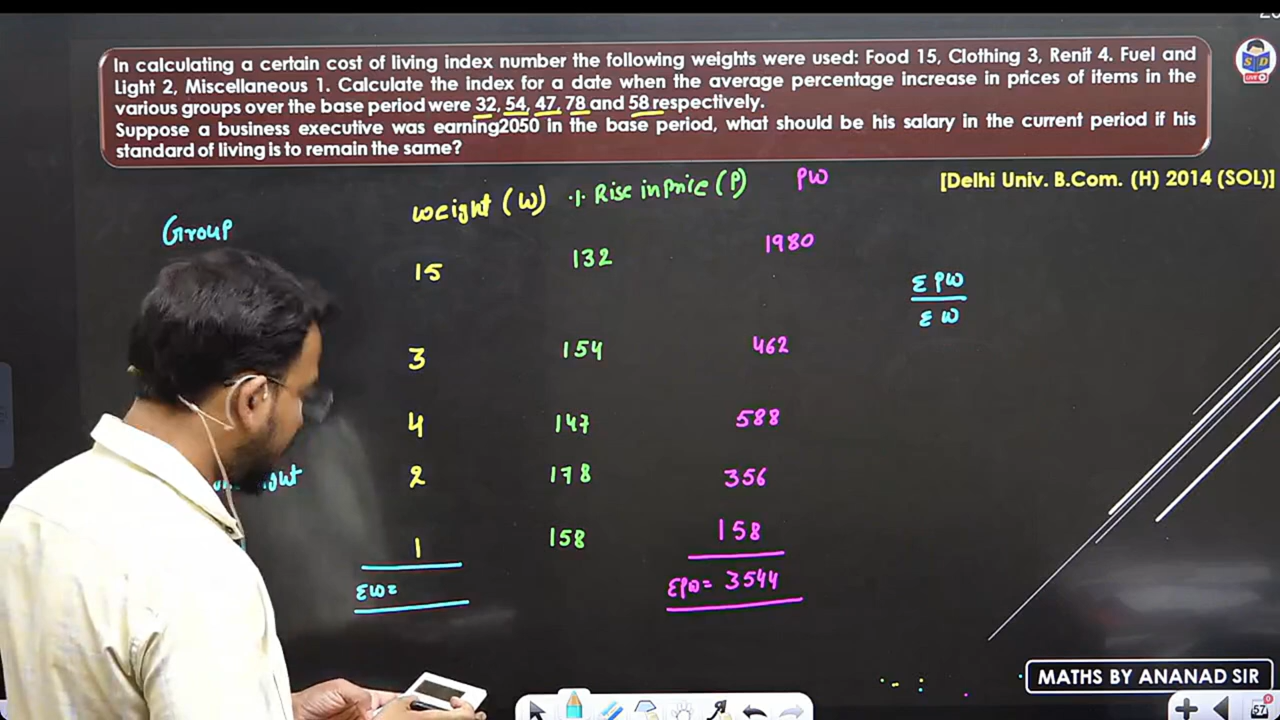 In calculating a certain cost of living index number the following weights were used: Food 15, Clothing 3, Renit 4. Fuel and
Light 2, Miscellaneous 1. Calculate the index for a date when the average percentage increase in prices of items in the
various groups over the base period were 32, 54, 47, 78 and 58 respectively.
Suppose a business executive was earning2050 in the base period, what should be his salary in the current period if his
standard of living is to remain the same?
SD
LIVE
[Delhi Univ. B.Com. (H) 2014 (SOL)]
Group weight (W) ·/· Rise in price (P) PW
15 132 1980
Σ PW
Σ W
3 154 462
4 147 588
2 178 356
1 158 158
ΣW= ΣPW= 3544
MATHS BY ANANAD SIR
57